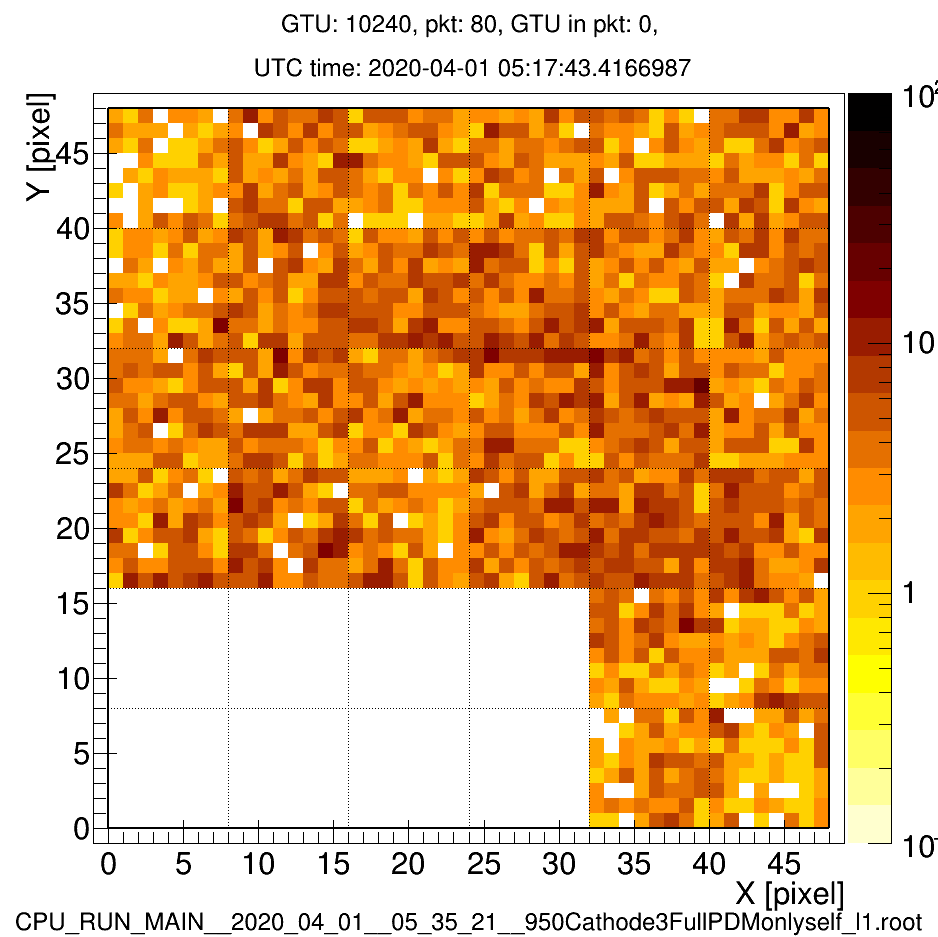 GTU: 10240, pkt: 80, GTU in pkt: 0,
UTC time: 2020-04-01 05:17:43.4166987
Y [pixel]
45
40
35
30
25
20
15
10
5
0
0 5 10 15 20 25 30 35 40 45
X [pixel]
10
1
CPU_RUN_MAIN__2020_04_01__05_35_21__950Cathode3FullPDMonlyself_l1.root